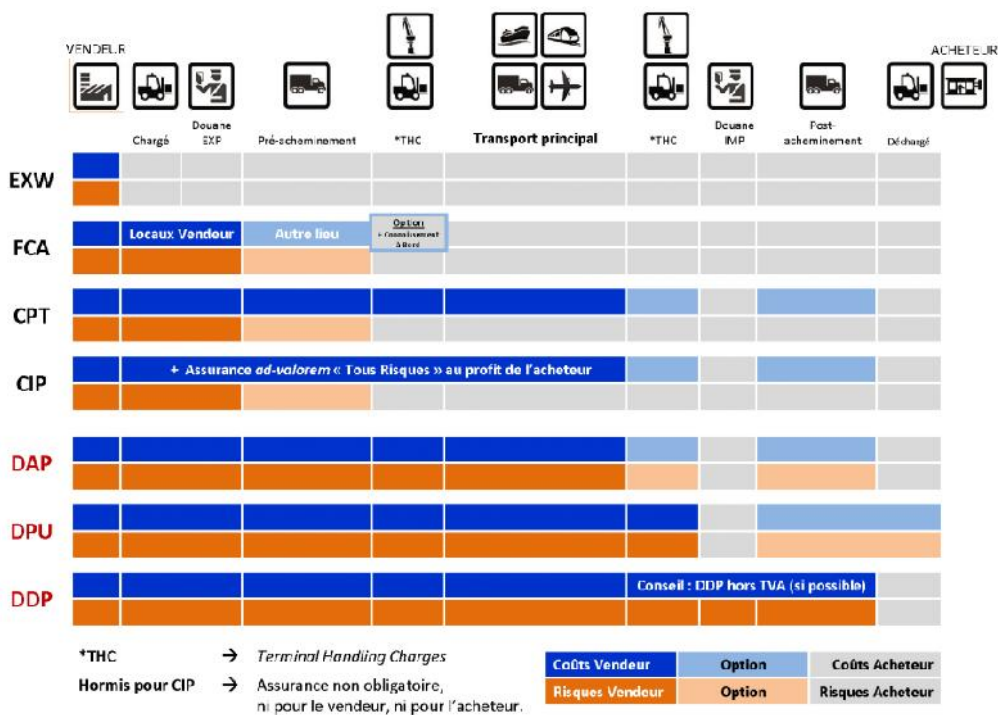 VENDEUR
ACHETEUR
Chargé
Douane
EXP
Pré-acheminement
*THC
Transport principal
*THC
Douane
IMP
Post-
acheminement
Déchargé
EXW
FCA
Locaux Vendeur
Autre lieu
Option
+ Connaissement
à Bord
CPT
CIP
+ Assurance ad-valorem « Tous Risques » au profit de l'acheteur
DAP
DPU
DDP
Conseil : DDP hors TVA (si possible)
*THC → Terminal Handling Charges
Hormis pour CIP → Assurance non obligatoire,
ni pour le vendeur, ni pour l'acheteur.
Coûts Vendeur Option Coûts Acheteur
Risques Vendeur Option Risques Acheteur